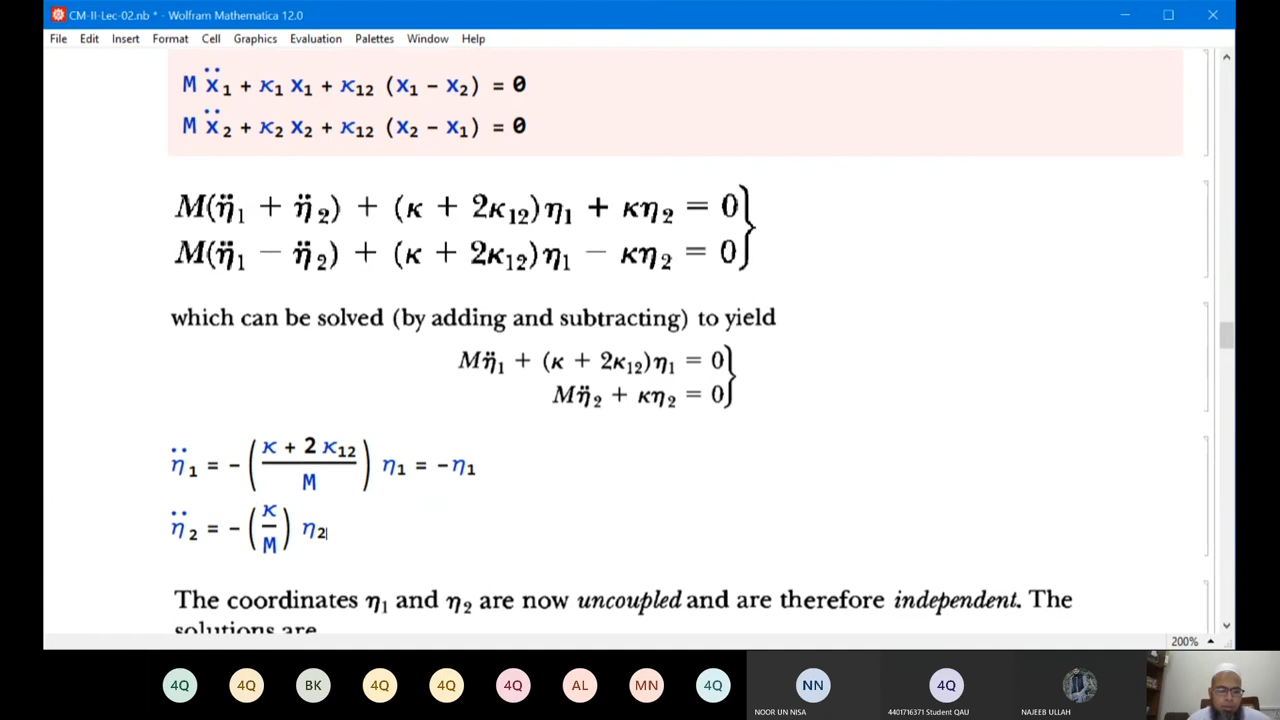 CM-II-Lec-02.nb * - Wolfram Mathematica 12.0
File Edit Insert Format Cell Graphics Evaluation Palettes Window Help
M ẍ₁ + κ₁ x₁ + κ₁₂ (x₁ − x₂) = 0
M ẍ₂ + κ₂ x₂ + κ₁₂ (x₂ − x₁) = 0
M(η̈₁ + η̈₂) + (κ + 2κ₁₂)η₁ + κη₂ = 0
M(η̈₁ − η̈₂) + (κ + 2κ₁₂)η₁ − κη₂ = 0
which can be solved (by adding and subtracting) to yield
Mη̈₁ + (κ + 2κ₁₂)η₁ = 0
Mη̈₂ + κη₂ = 0
η̈₁ = − ((κ + 2 κ₁₂)/M) η₁ = −η₁
η̈₂ = − (κ/M) η₂
The coordinates η₁ and η₂ are now uncoupled and are therefore independent. The
solutions are
200%
4Q 4Q BK 4Q 4Q 4Q AL MN 4Q NN 4Q
NOOR UN NISA 4401716371 Student QAU NAJEEB ULLAH